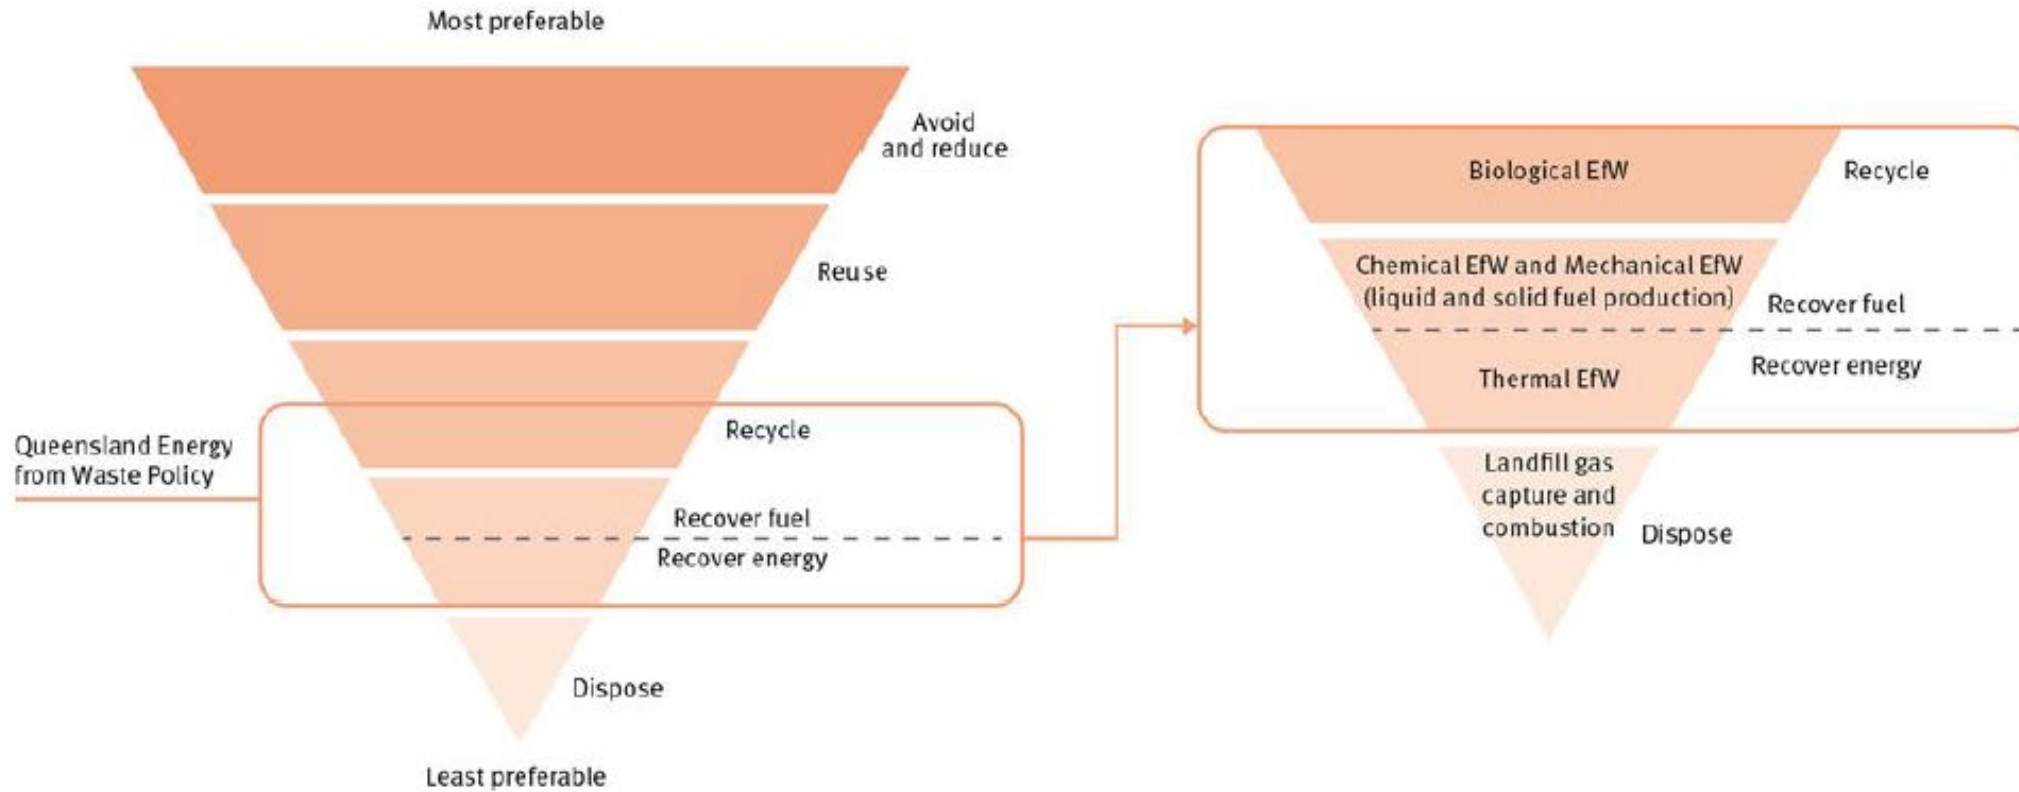 Most preferable
Avoid
and reduce
Reuse
Recycle
Queensland Energy
from Waste Policy
Recover fuel
Recover energy
Dispose
Least preferable
Biological EfW
Recycle
Chemical EfW and Mechanical EfW
(liquid and solid fuel production)
Recover fuel
Recover energy
Thermal EfW
Landfill gas
capture and
combustion
Dispose